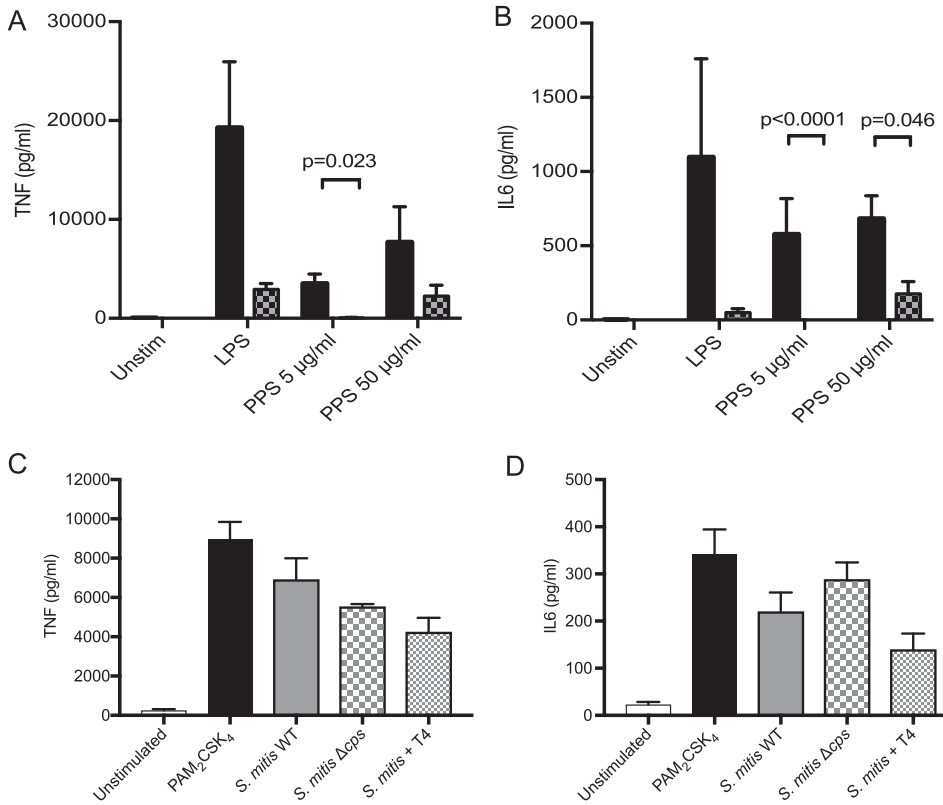 A
30000
20000
10000
0
TNF (pg/ml)
p=0.023
Unstim
LPS
PPS 5 µg/ml
PPS 50 µg/ml
B
2000
1500
1000
500
0
IL6 (pg/ml)
p<0.0001
p=0.046
Unstim
LPS
PPS 5 µg/ml
PPS 50 µg/ml
C
12000
10000
8000
6000
4000
2000
0
TNF (pg/ml)
Unstimulated
PAM₂CSK₄
S. mitis WT
S. mitis Δcps
S. mitis + T4
D
500
400
300
200
100
0
IL6 (pg/ml)
Unstimulated
PAM₂CSK₄
S. mitis WT
S. mitis Δcps
S. mitis + T4